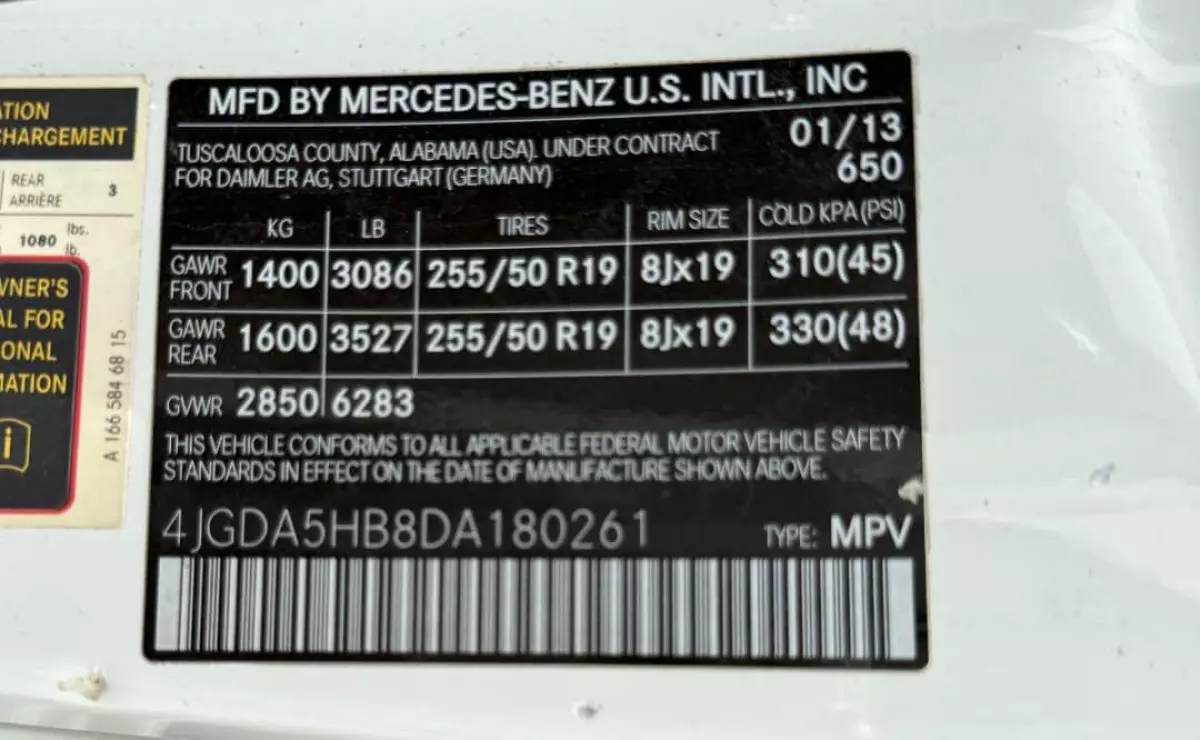 ATION
CHARGEMENT
REAR
ARRIÈRE 3
1080 lbs.
lb.
WNER'S
AL FOR
ONAL
MATION
i
A 166 584 68 15
MFD BY MERCEDES-BENZ U.S. INTL., INC
TUSCALOOSA COUNTY, ALABAMA (USA). UNDER CONTRACT 01/13
FOR DAIMLER AG, STUTTGART (GERMANY) 650
KG LB TIRES RIM SIZE COLD KPA (PSI)
GAWR FRONT 1400 3086 255/50 R19 8Jx19 310(45)
GAWR REAR 1600 3527 255/50 R19 8Jx19 330(48)
GVWR 2850 6283
THIS VEHICLE CONFORMS TO ALL APPLICABLE FEDERAL MOTOR VEHICLE SAFETY
STANDARDS IN EFFECT ON THE DATE OF MANUFACTURE SHOWN ABOVE.
4JGDA5HB8DA180261 TYPE: MPV